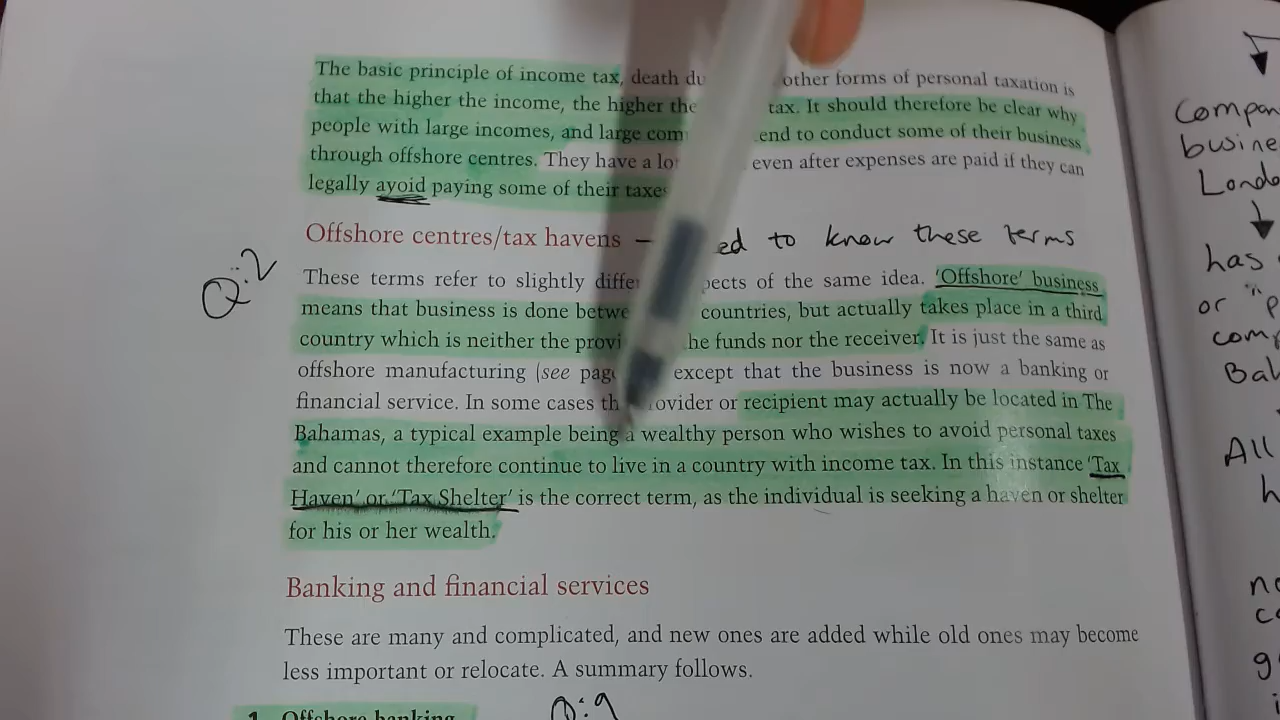 The basic principle of income tax, death du other forms of personal taxation is
that the higher the income, the higher the tax. It should therefore be clear why
people with large incomes, and large com end to conduct some of their business
through offshore centres. They have a lo even after expenses are paid if they can
legally avoid paying some of their taxes
Offshore centres/tax havens – ed to know these terms
Q:2
These terms refer to slightly differ pects of the same idea. 'Offshore' business
means that business is done betwe countries, but actually takes place in a third
country which is neither the provi he funds nor the receiver. It is just the same as
offshore manufacturing (see pag except that the business is now a banking or
financial service. In some cases th rovider or recipient may actually be located in The
Bahamas, a typical example being a wealthy person who wishes to avoid personal taxes
and cannot therefore continue to live in a country with income tax. In this instance 'Tax
Haven' or 'Tax Shelter' is the correct term, as the individual is seeking a haven or shelter
for his or her wealth.
Banking and financial services
These are many and complicated, and new ones are added while old ones may become
less important or relocate. A summary follows.
1 Offshore banking
Q:9
Compan
busine
Londo
has
or "p
comp
Bah
All
h
no
co
g